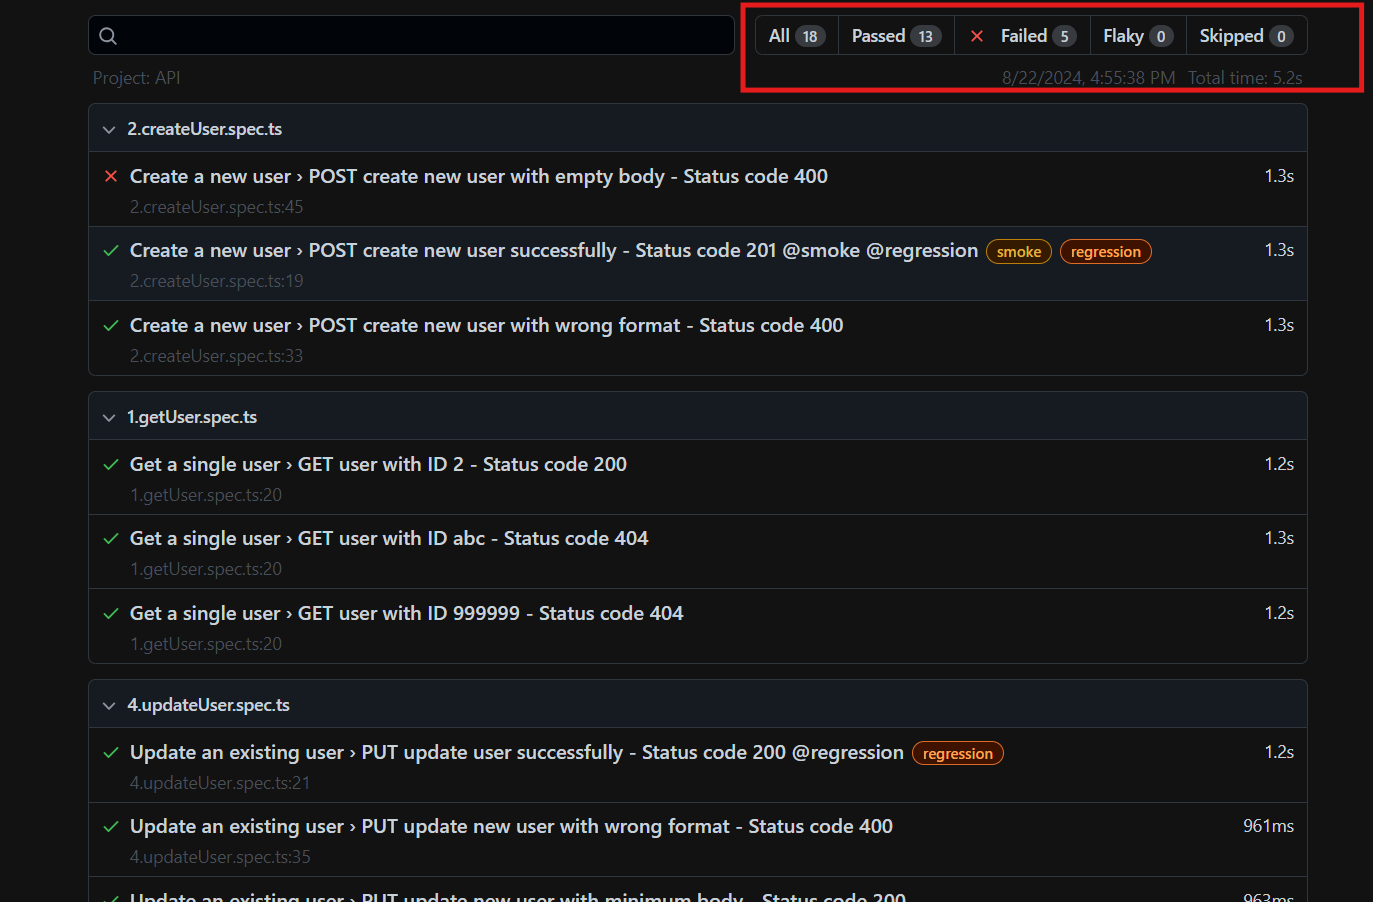 All 18 Passed 13 Failed 5 Flaky 0 Skipped 0
Project: API 8/22/2024, 4:55:38 PM Total time: 5.2s
2.createUser.spec.ts
Create a new user › POST create new user with empty body - Status code 400 1.3s
2.createUser.spec.ts:45
Create a new user › POST create new user successfully - Status code 201 @smoke @regression smoke regression 1.3s
2.createUser.spec.ts:19
Create a new user › POST create new user with wrong format - Status code 400 1.3s
2.createUser.spec.ts:33
1.getUser.spec.ts
Get a single user › GET user with ID 2 - Status code 200 1.2s
1.getUser.spec.ts:20
Get a single user › GET user with ID abc - Status code 404 1.3s
1.getUser.spec.ts:20
Get a single user › GET user with ID 999999 - Status code 404 1.2s
1.getUser.spec.ts:20
4.updateUser.spec.ts
Update an existing user › PUT update user successfully - Status code 200 @regression regression 1.2s
4.updateUser.spec.ts:21
Update an existing user › PUT update new user with wrong format - Status code 400 961ms
4.updateUser.spec.ts:35
Update an existing user › PUT update new user with minimum body - Status code 200 963ms